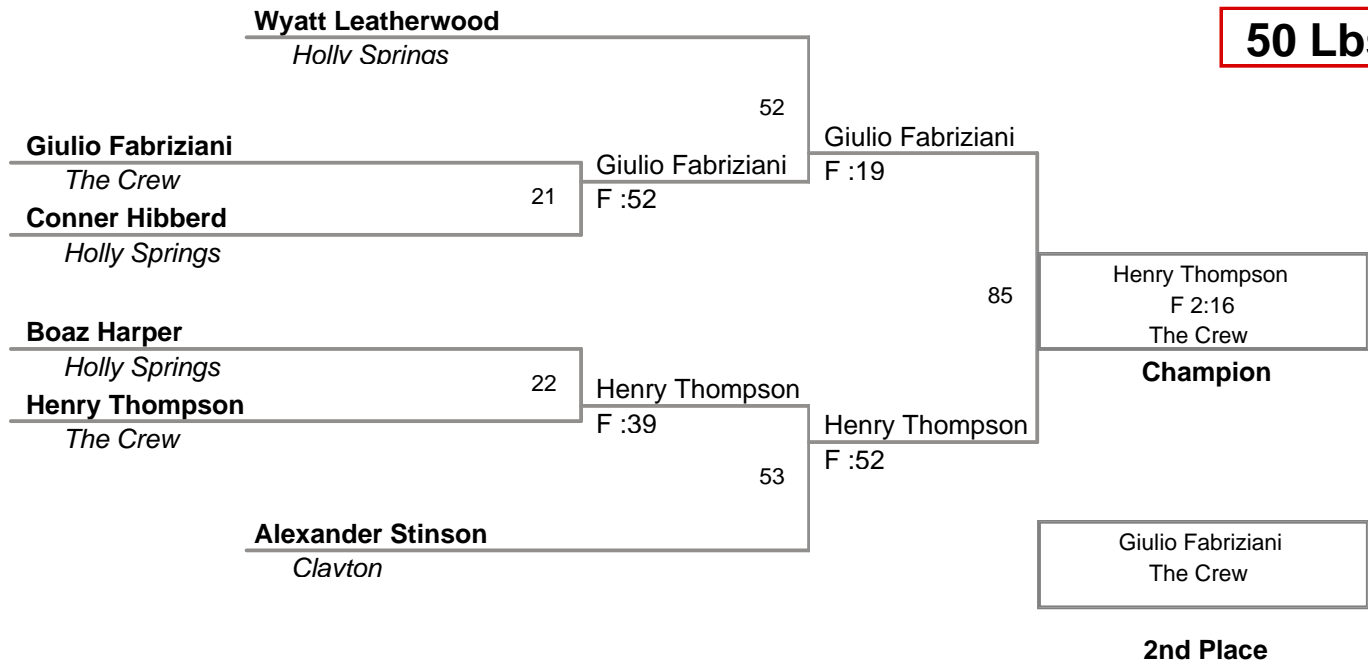 Wyatt Leatherwood
Holly Springs
50 Lbs
52
Giulio Fabriziani
The Crew
21
Conner Hibberd
Holly Springs
Giulio Fabriziani
F :52
Giulio Fabriziani
F :19
85
Henry Thompson
F 2:16
The Crew
Champion
Boaz Harper
Holly Springs
22
Henry Thompson
The Crew
Henry Thompson
F :39
Henry Thompson
F :52
53
Alexander Stinson
Clayton
Giulio Fabriziani
The Crew
2nd Place